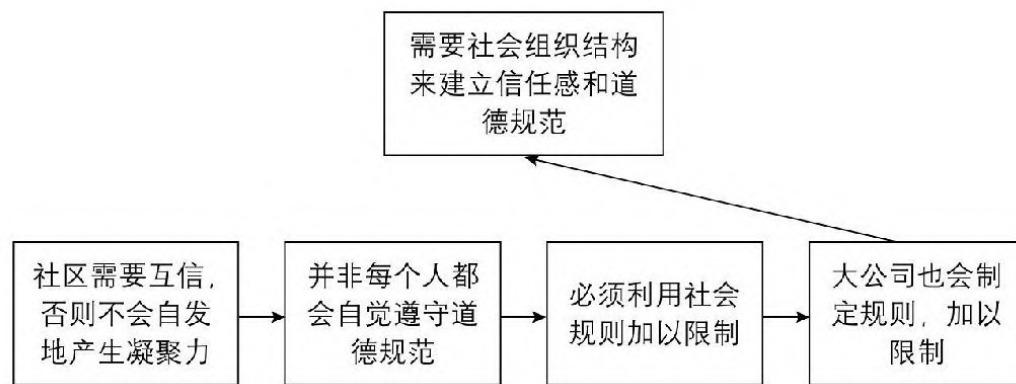 需要社会组织结构
来建立信任感和道
德规范
社区需要互信，
否则不会自发
地产生凝聚力
并非每个人都
会自觉遵守道
德规范
必须利用社会
规则加以限制
大公司也会制
定规则，加以
限制